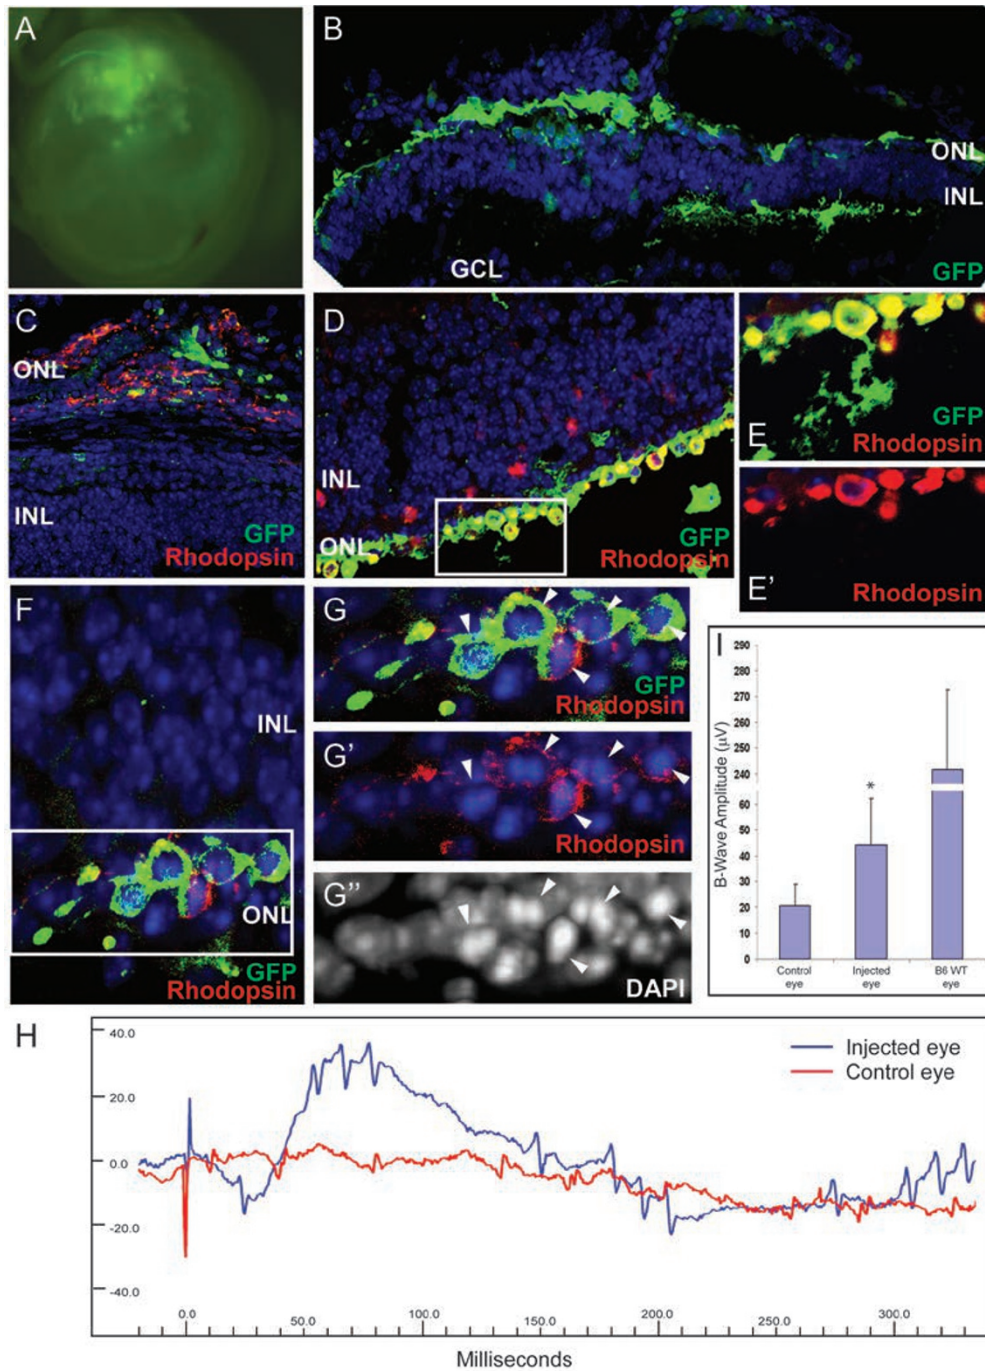 A
B
ONL
INL
GCL
GFP
C
ONL
INL
GFP
Rhodopsin
D
INL
ONL
GFP
Rhodopsin
E
GFP
Rhodopsin
E'
Rhodopsin
F
INL
ONL
GFP
Rhodopsin
G
GFP
Rhodopsin
G'
Rhodopsin
G''
DAPI
I
B-Wave Amplitude (μV)
290
280
270
260
250
240
60
50
40
30
20
10
0
*
Control eye
Injected eye
B6 WT eye
H
Injected eye
Control eye
40.0
20.0
0.0
-20.0
-40.0
0.0 50.0 100.0 150.0 200.0 250.0 300.0
Milliseconds